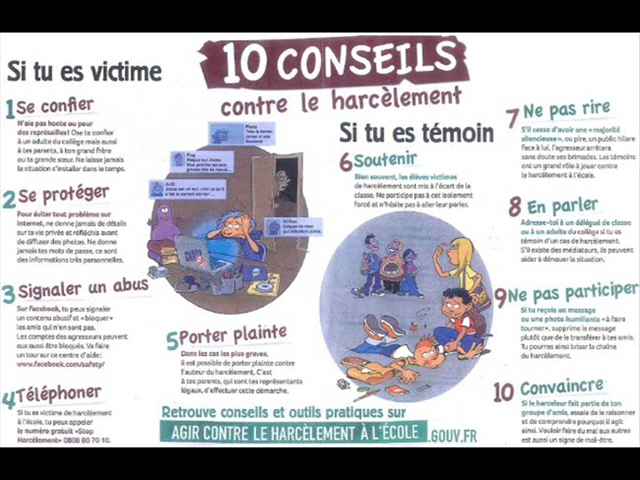 10 CONSEILS
contre le harcèlement
Si tu es victime
1 Se confier
N'aie pas honte ou peur
des représailles! Ose te confier
à un adulte du collège mais aussi
à tes parents, à ton grand frère
ou ta grande sœur. Ne laisse jamais
la situation s'installer dans le temps.
2 Se protéger
Pour éviter tout problème sur
Internet, ne donne jamais de détails
sur ta vie privée et réfléchis avant
de diffuser des photos. Ne donne
jamais tes mots de passe, ce sont
des informations très personnelles.
3 Signaler un abus
Sur Facebook, tu peux signaler
un contenu abusif et «bloquer»
les amis qui n'en sont pas.
Les comptes des agresseurs peuvent
eux aussi être bloqués. Va faire
un tour sur ce centre d'aide:
www.facebook.com/safety/
4 Téléphoner
Si tu es victime de harcèlement
à l'école, tu peux appeler
le numéro gratuit «Stop
Harcèlement» 0808 80 70 10.
5 Porter plainte
Dans les cas les plus graves,
il est possible de porter plainte contre
l'auteur du harcèlement. C'est
à tes parents, qui sont tes représentants
légaux, d'effectuer cette démarche.
Si tu es témoin
6 Soutenir
Bien souvent, les élèves victimes
de harcèlement sont mis à l'écart de la
classe. Ne participe pas à cet isolement
forcé et n'hésite pas à aller leur parler.
7 Ne pas rire
S'il cesse d'avoir une «majorité
silencieuse», ou pire, un public hilare
face à lui, l'agresseur arrêtera
sans doute ses brimades. Les témoins
ont un grand rôle à jouer contre
le harcèlement à l'école.
8 En parler
Adresse-toi à un délégué de classe
ou à un adulte du collège si tu es
témoin d'un cas de harcèlement.
S'il existe des médiateurs, ils peuvent
aider à dénouer la situation.
9 Ne pas participer
Si tu reçois un message
ou une photo humiliante «à faire
tourner», supprime le message
plutôt que de le transférer à tes amis.
Tu pourras ainsi briser la chaîne
du harcèlement.
10 Convaincre
Si le harceleur fait partie de ton
groupe d'amis, essaie de le raisonner
et de comprendre pourquoi il agit
ainsi. Vouloir faire du mal aux autres
est aussi un signe de mal-être.
Retrouve conseils et outils pratiques sur
AGIR CONTRE LE HARCÈLEMENT À L'ÉCOLE .GOUV.FR